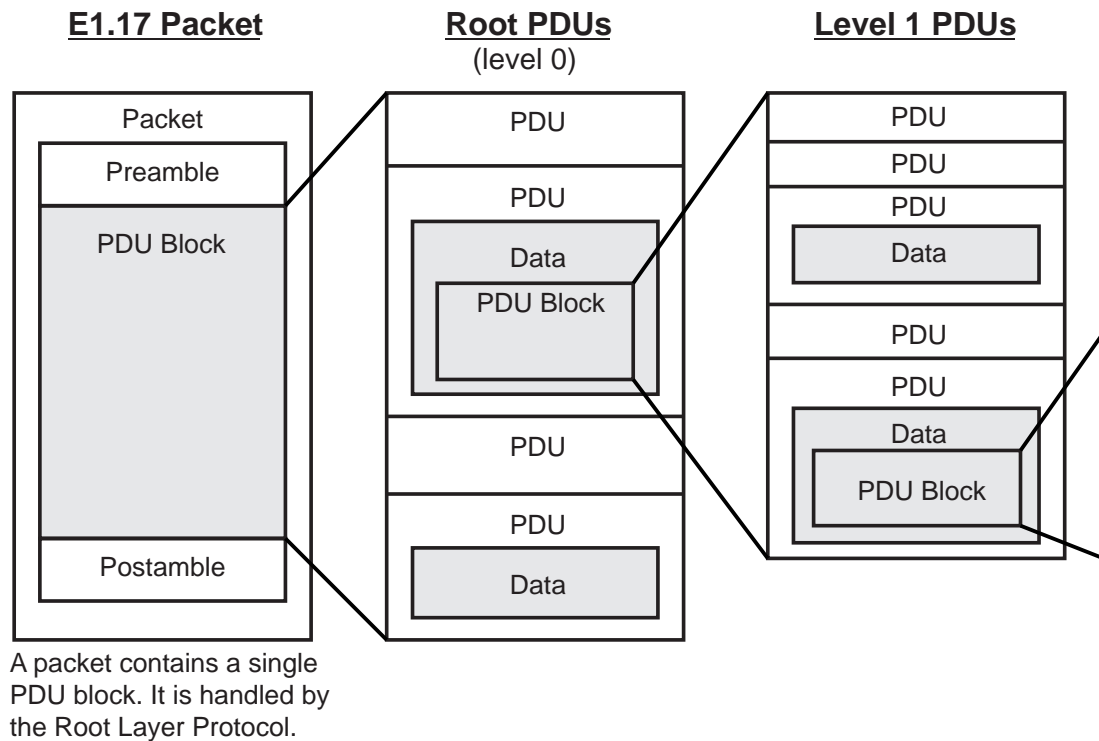 E1.17 Packet
Packet
Preamble
PDU Block
Postamble
A packet contains a single
PDU block. It is handled by
the Root Layer Protocol.
Root PDUs
(level 0)
PDU
PDU
Data
PDU Block
PDU
PDU
Data
Level 1 PDUs
PDU
PDU
PDU
Data
PDU
PDU
Data
PDU Block